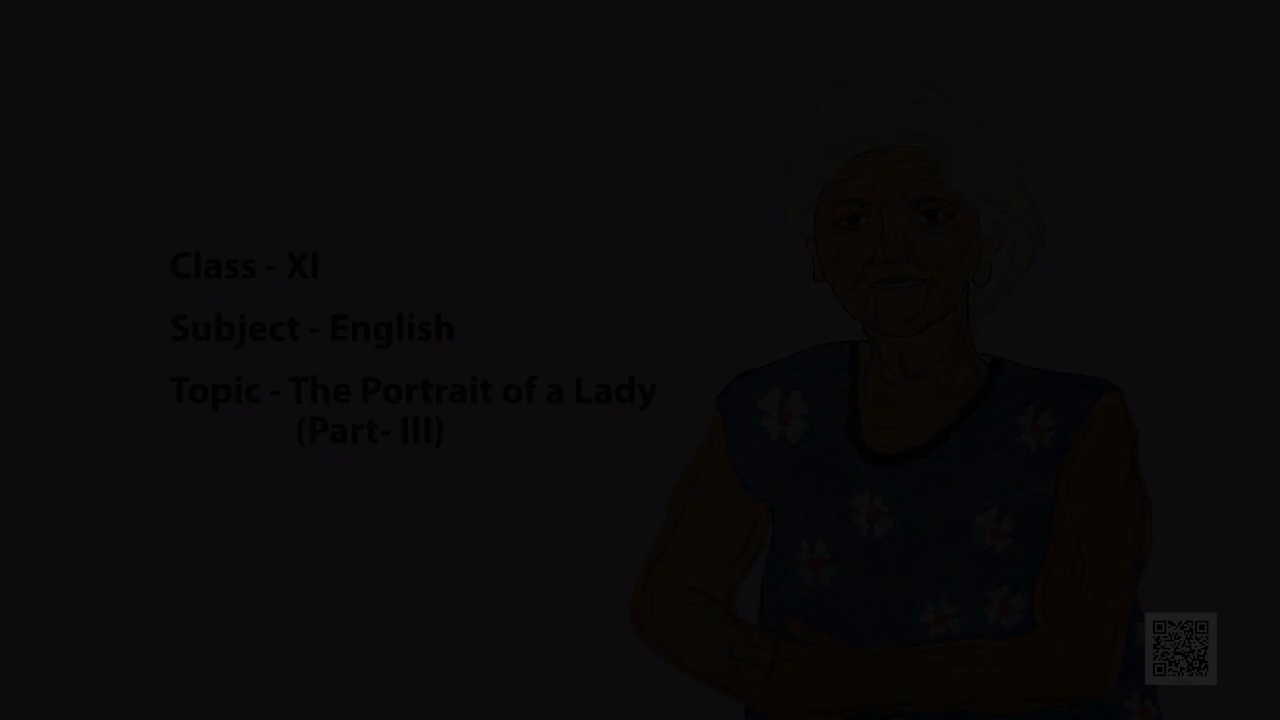 Class - XI
Subject - English
Topic - The Portrait of a Lady
(Part- III)